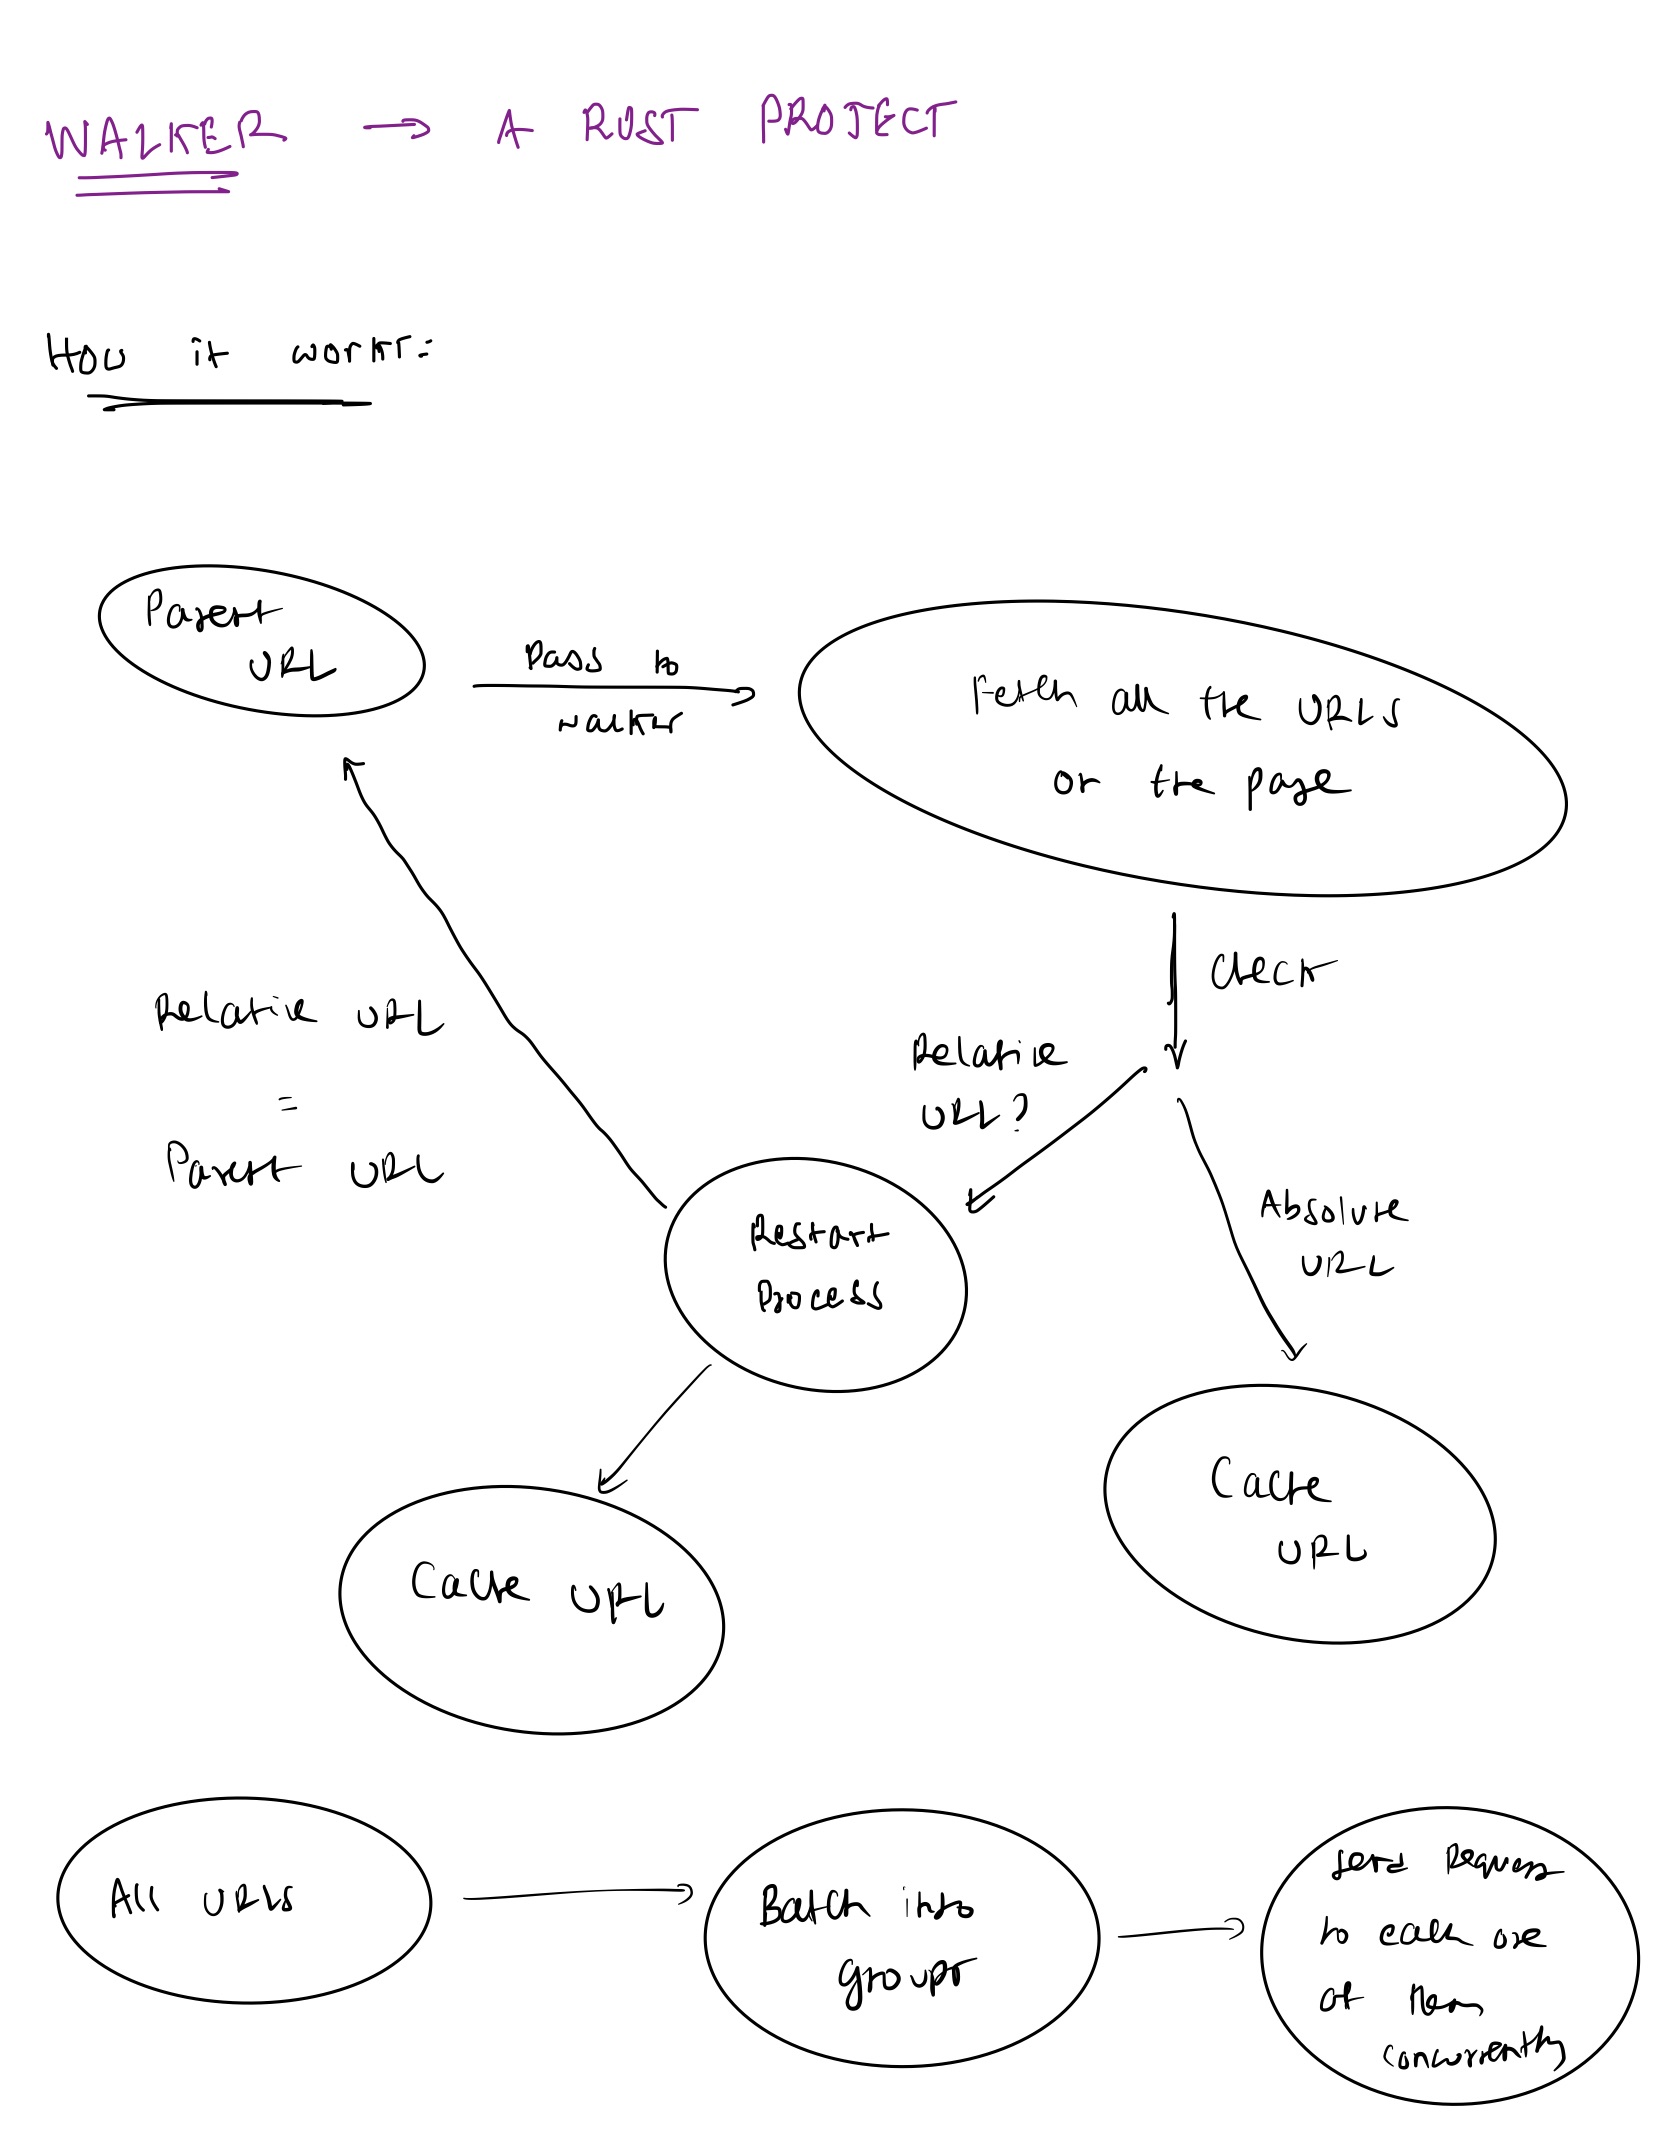 WALKER → A RUST PROJECT
How it works:
Parent
URL
Pass to
walker
Fetch all the URLs
on the page
Check
Relative URL
=
Parent URL
Relative
URL?
Absolute
URL
Restart
Process
Cache URL
Cache
URL
All URLs
Batch into
groups
send Request
to each one
of them
concurrently